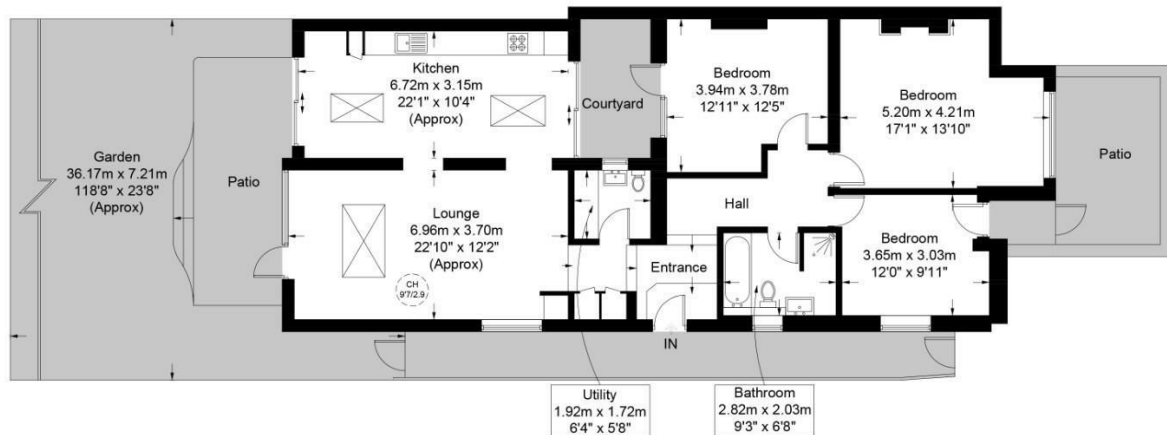 Garden
36.17m x 7.21m
118'8" x 23'8"
(Approx)
Patio
Kitchen
6.72m x 3.15m
22'1" x 10'4"
(Approx)
Lounge
6.96m x 3.70m
22'10" x 12'2"
(Approx)
CH
9'7/2.9
Courtyard
Bedroom
3.94m x 3.78m
12'11" x 12'5"
Bedroom
5.20m x 4.21m
17'1" x 13'10"
Patio
Hall
Entrance
Bedroom
3.65m x 3.03m
12'0" x 9'11"
IN
Utility
1.92m x 1.72m
6'4" x 5'8"
Bathroom
2.82m x 2.03m
9'3" x 6'8"